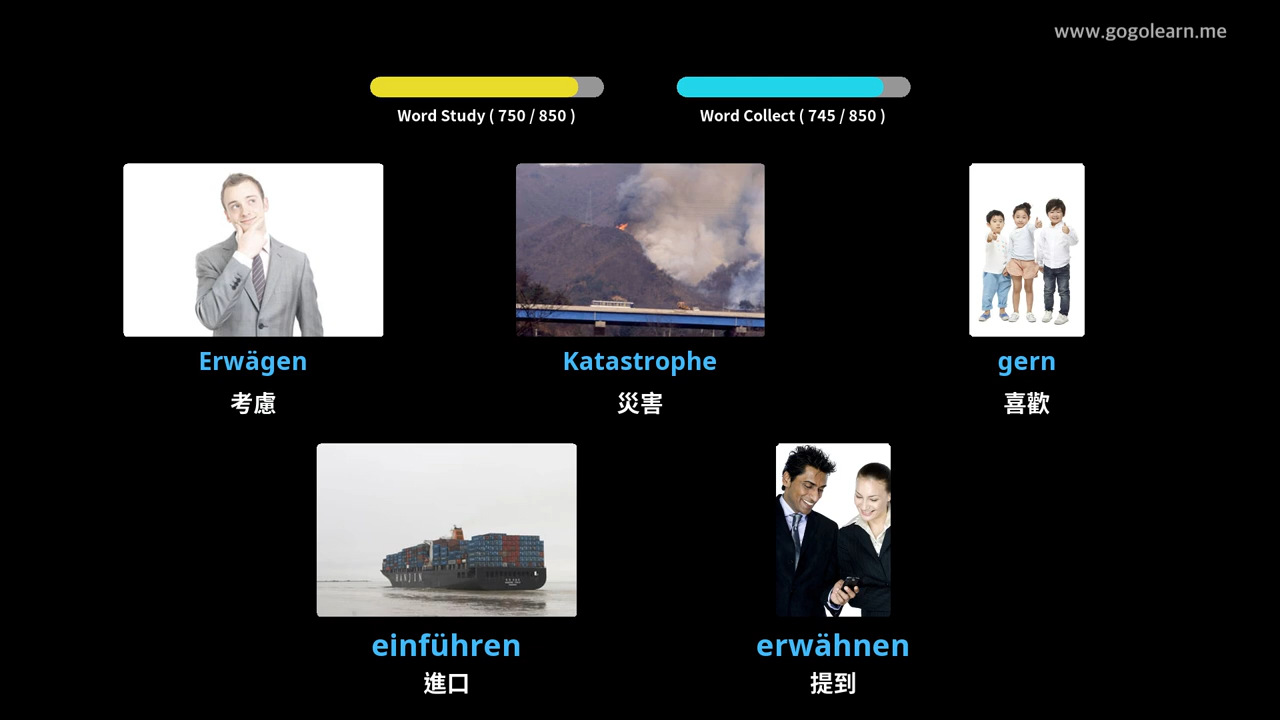 www.gogolearn.me
Word Study ( 750 / 850 )
Word Collect ( 745 / 850 )
Erwägen
考慮
Katastrophe
災害
gern
喜歡
einführen
進口
erwähnen
提到